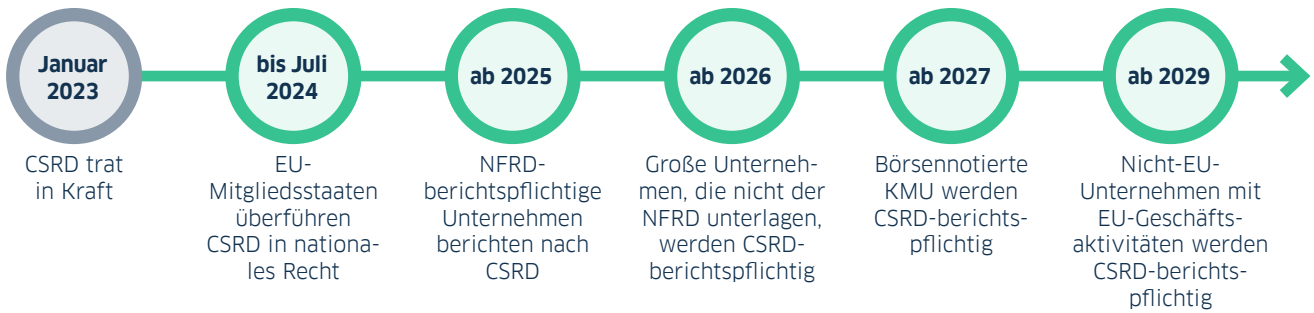 Januar
2023
CSRD trat
in Kraft
bis Juli
2024
EU-
Mitgliedsstaaten
überführen
CSRD in nationa-
les Recht
ab 2025
NFRD-
berichtspflichtige
Unternehmen
berichten nach
CSRD
ab 2026
Große Unterneh-
men, die nicht der
NFRD unterlagen,
werden CSRD-
berichtspflichtig
ab 2027
Börsennotierte
KMU werden
CSRD-berichts-
pflichtig
ab 2029
Nicht-EU-
Unternehmen mit
EU-Geschäfts-
aktivitäten werden
CSRD-berichts-
pflichtig